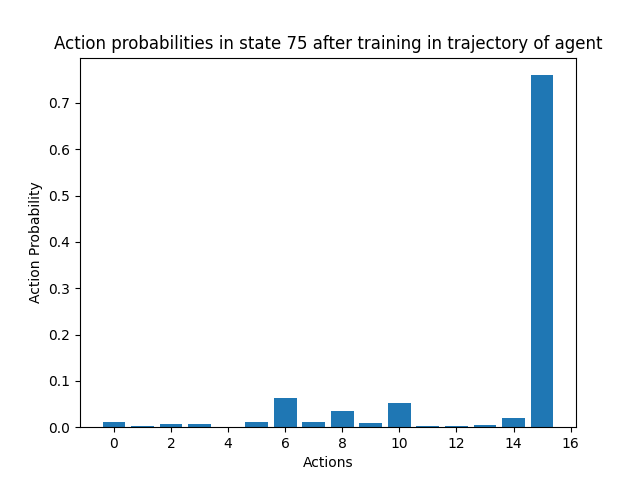 Action probabilities in state 75 after training in trajectory of agent
Action Probability
0.7
0.6
0.5
0.4
0.3
0.2
0.1
0.0
0 2 4 6 8 10 12 14 16
Actions